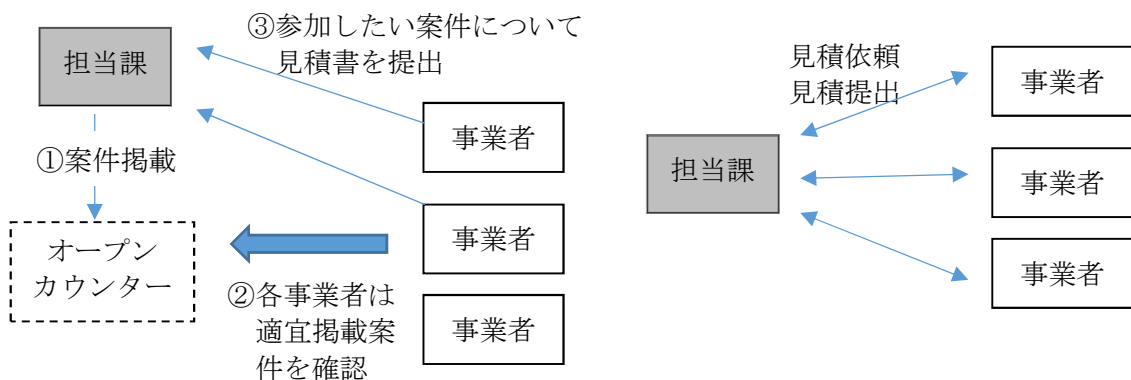 ③参加したい案件について
見積書を提出
担当課
事業者
①案件掲載
事業者
オープン
カウンター
②各事業者は
適宜掲載案
件を確認
事業者
見積依頼
見積提出
事業者
担当課
事業者
事業者